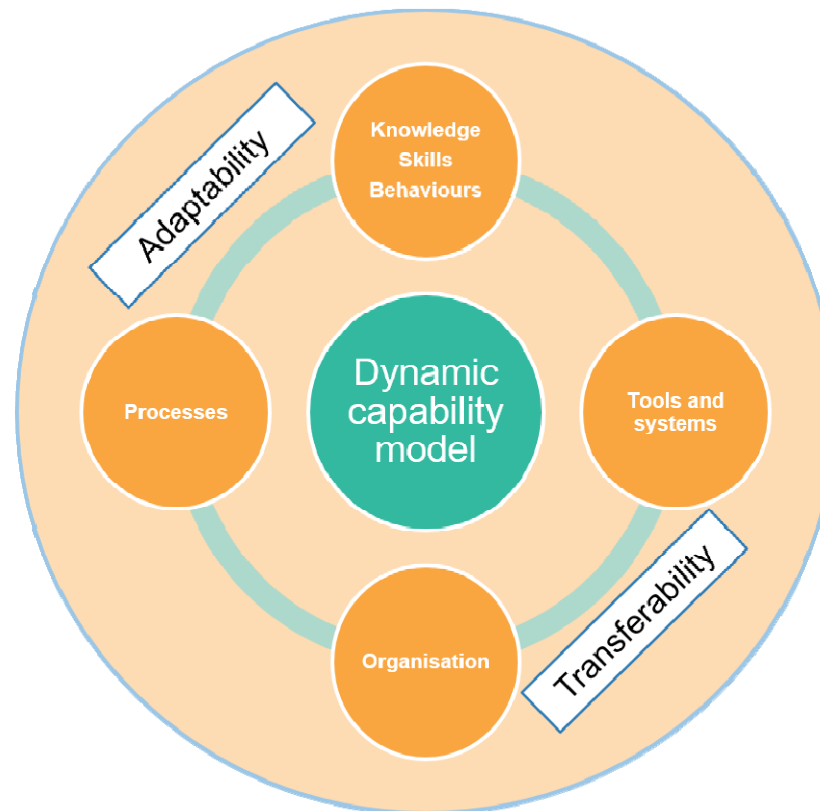 Knowledge
Skills
Behaviours
Adaptability
Dynamic
capability
model
Processes
Tools and
systems
Organisation
Transferability